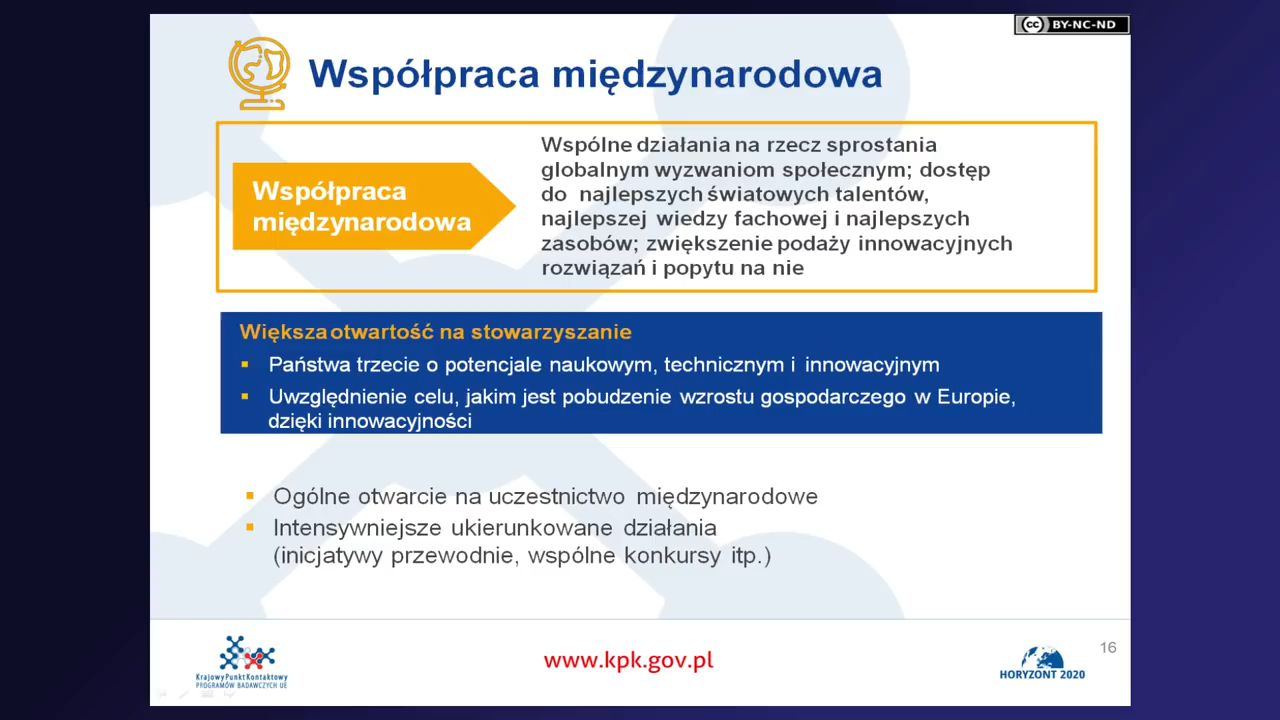 BY-NC-ND
Współpraca międzynarodowa
Współpraca
międzynarodowa
Wspólne działania na rzecz sprostania
globalnym wyzwaniom społecznym; dostęp
do najlepszych światowych talentów,
najlepszej wiedzy fachowej i najlepszych
zasobów; zwiększenie podaży innowacyjnych
rozwiązań i popytu na nie
Większa otwartość na stowarzyszanie
Państwa trzecie o potencjale naukowym, technicznym i innowacyjnym
Uwzględnienie celu, jakim jest pobudzenie wzrostu gospodarczego w Europie,
dzięki innowacyjności
Ogólne otwarcie na uczestnictwo międzynarodowe
Intensywniejsze ukierunkowane działania
(inicjatywy przewodnie, wspólne konkursy itp.)
Krajowy Punkt Kontaktowy
PROGRAMÓW BADAWCZYCH UE
www.kpk.gov.pl
HORYZONT 2020
16